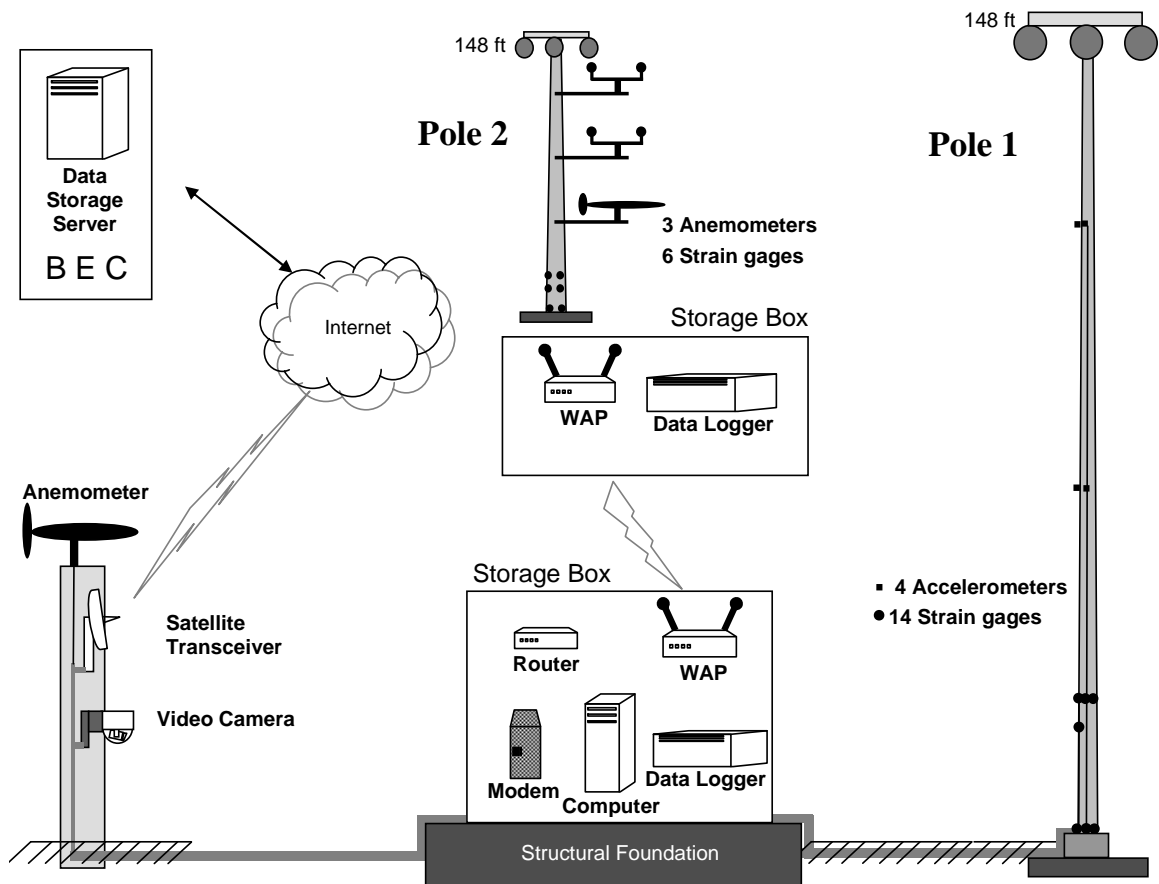 148 ft
148 ft
Pole 2
Pole 1
Data
Storage
Server
B E C
3 Anemometers
6 Strain gages
Internet
Storage Box
WAP
Data Logger
Anemometer
Storage Box
4 Accelerometers
14 Strain gages
Satellite
Transceiver
Router
WAP
Video Camera
Modem
Computer
Data Logger
Structural Foundation